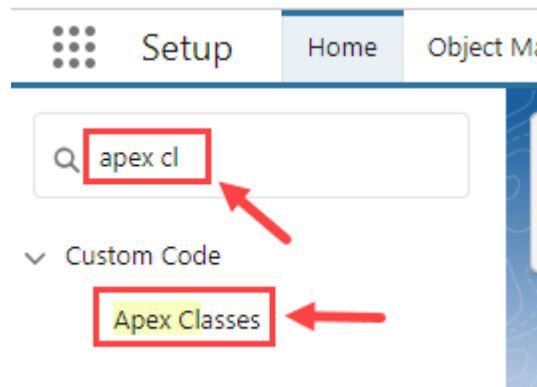 Setup Home Object Ma
apex cl
Custom Code
Apex Classes